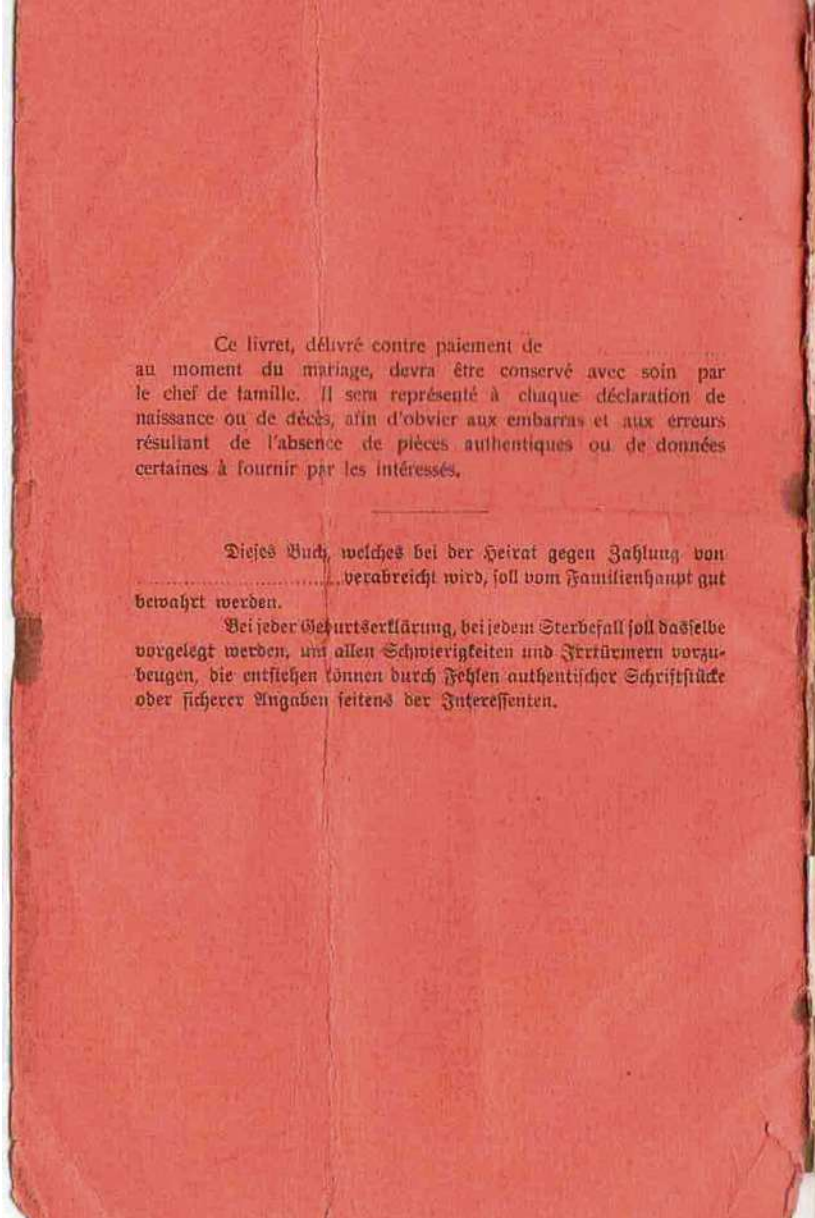 Ce livret, délivré contre paiement de ....................
au moment du mariage, devra être conservé avec soin par
le chef de famille. Il sera représenté à chaque déclaration de
naissance ou de décès, afin d'obvier aux embarras et aux erreurs
résultant de l'absence de pièces authentiques ou de données
certaines à fournir par les intéressés.
Dieses Buch, welches bei der Heirat gegen Zahlung von
.............................. verabreicht wird, soll vom Familienhaupt gut
bewahrt werden.
Bei jeder Geburtserklärung, bei jedem Sterbefall soll dasselbe
vorgelegt werden, um allen Schwierigkeiten und Irrtürmern vorzu-
beugen, die entstehen können durch Fehlen authentischer Schriftstücke
oder sicherer Angaben seitens der Interessenten.